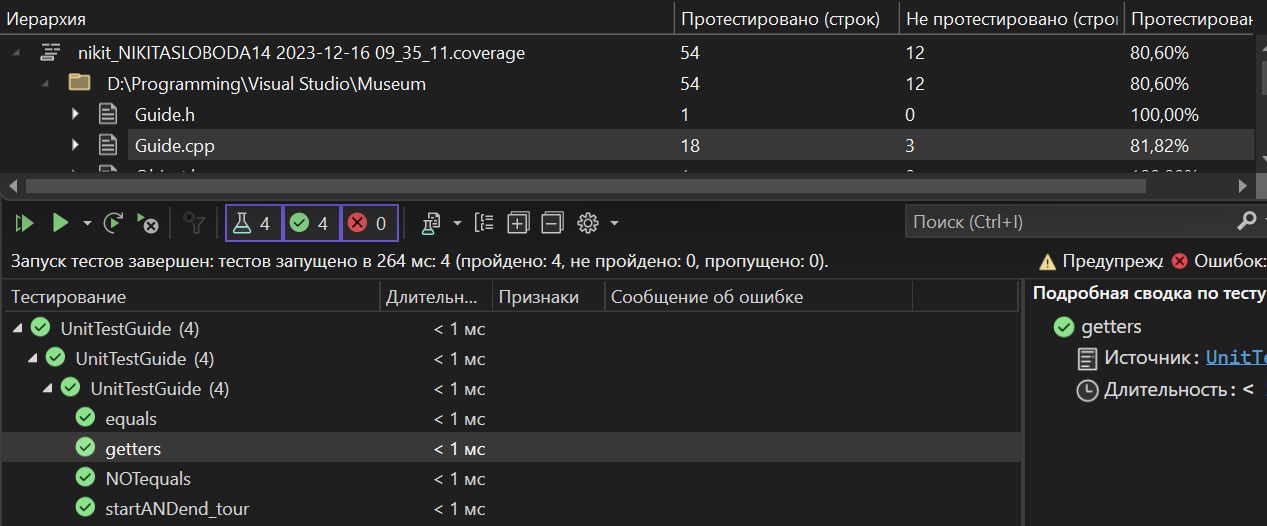 Иерархия Протестировано (строк) Не протестировано (строк Протестирован
nikit_NIKITASLOBODA14 2023-12-16 09_35_11.coverage 54 12 80,60%
D:\Programming\Visual Studio\Museum 54 12 80,60%
Guide.h 1 0 100,00%
Guide.cpp 18 3 81,82%
4 4 0 Поиск (Ctrl+I)
Запуск тестов завершен: тестов запущено в 264 мс: 4 (пройдено: 4, не пройдено: 0, пропущено: 0). Предупрежд Ошибок:
Тестирование Длительн... Признаки Сообщение об ошибке Подробная сводка по тесту
UnitTestGuide (4) < 1 мс getters
UnitTestGuide (4) < 1 мс Источник: UnitTe
UnitTestGuide (4) < 1 мс Длительность: <
equals < 1 мс
getters < 1 мс
NOTequals < 1 мс
startANDend_tour < 1 мс